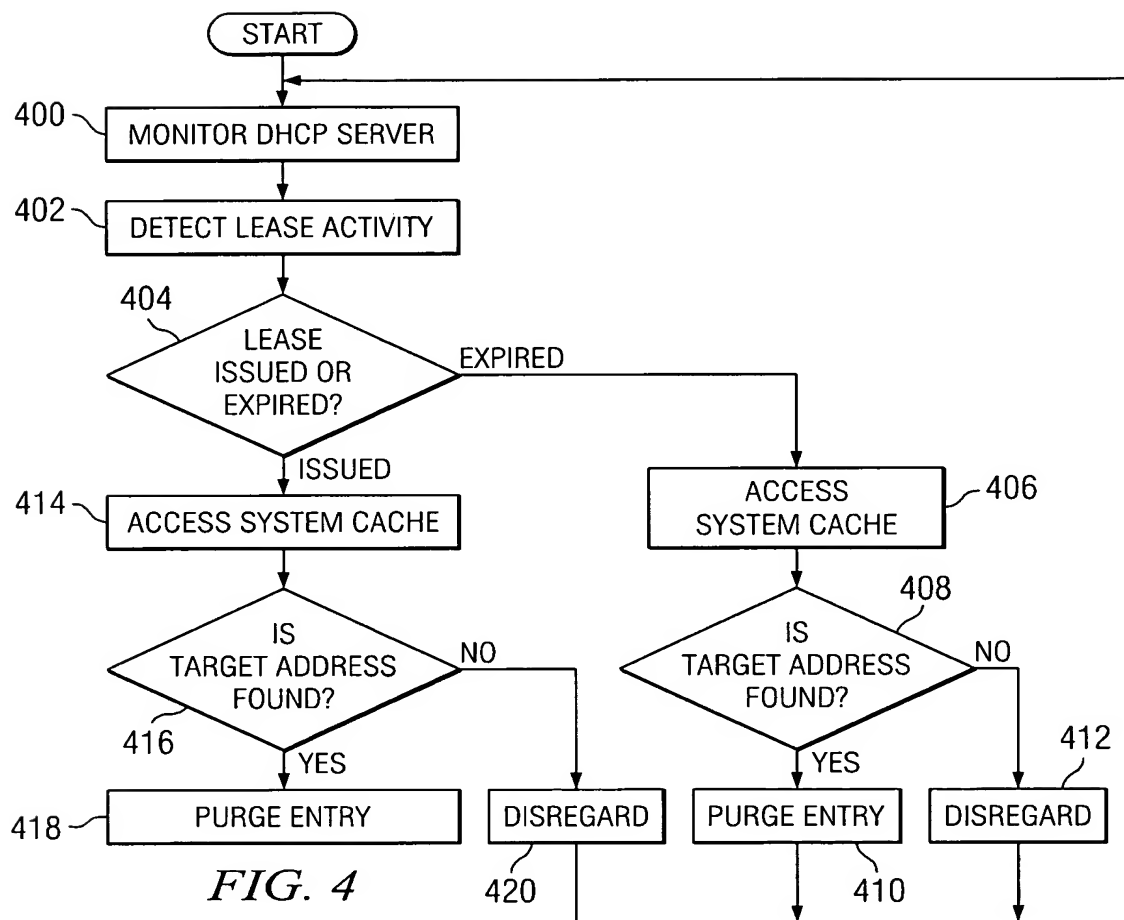 START
400
MONITOR DHCP SERVER
402
DETECT LEASE ACTIVITY
404
LEASE
ISSUED OR
EXPIRED?
EXPIRED
ISSUED
414
ACCESS SYSTEM CACHE
ACCESS
SYSTEM CACHE
406
IS
TARGET ADDRESS
FOUND?
NO
416
YES
408
IS
TARGET ADDRESS
FOUND?
NO
YES
412
418
PURGE ENTRY
DISREGARD
PURGE ENTRY
DISREGARD
420
410
FIG. 4